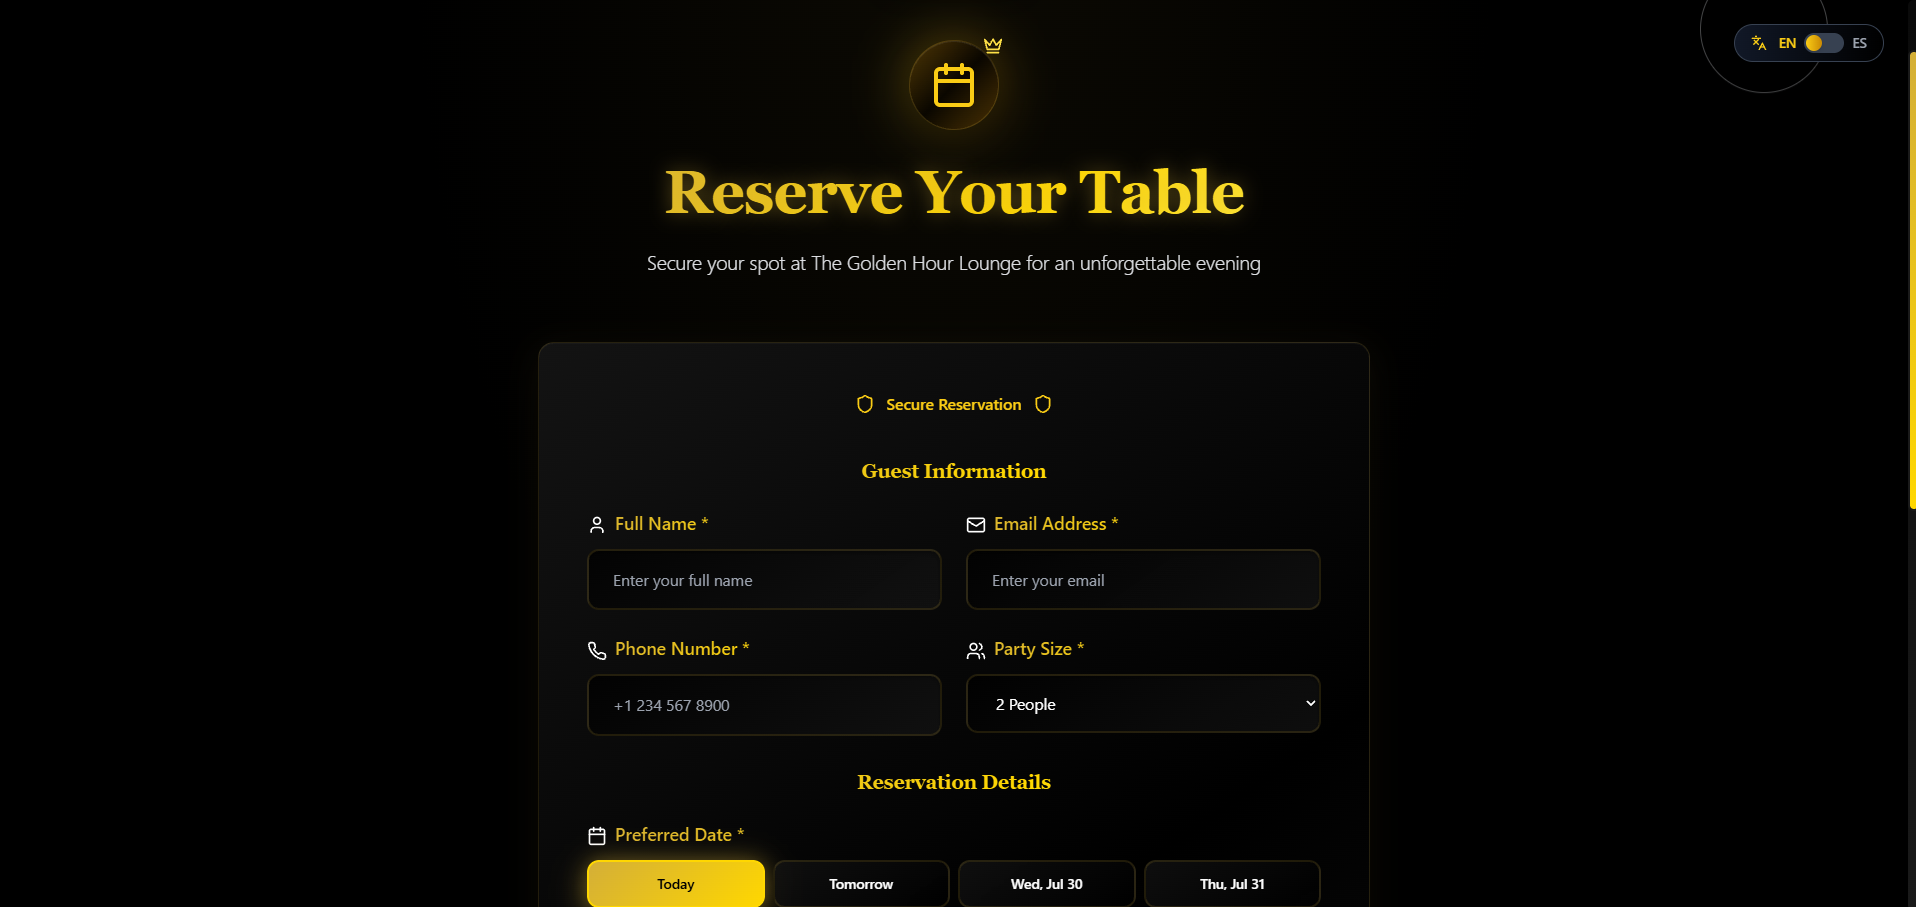 EN ES
Reserve Your Table
Secure your spot at The Golden Hour Lounge for an unforgettable evening
Secure Reservation
Guest Information
Full Name *
Email Address *
Enter your full name
Enter your email
Phone Number *
Party Size *
+1 234 567 8900
2 People
Reservation Details
Preferred Date *
Today
Tomorrow
Wed, Jul 30
Thu, Jul 31